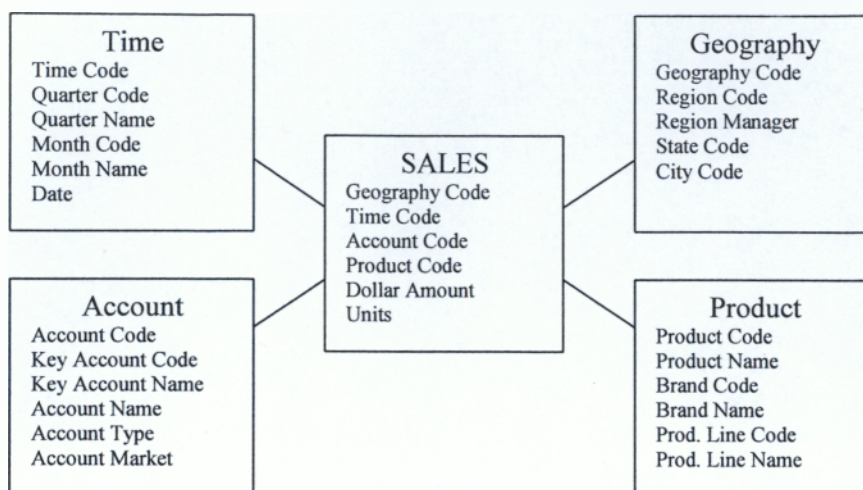 Time
Time Code
Quarter Code
Quarter Name
Month Code
Month Name
Date
Geography
Geography Code
Region Code
Region Manager
State Code
City Code
SALES
Geography Code
Time Code
Account Code
Product Code
Dollar Amount
Units
Account
Account Code
Key Account Code
Key Account Name
Account Name
Account Type
Account Market
Product
Product Code
Product Name
Brand Code
Brand Name
Prod. Line Code
Prod. Line Name